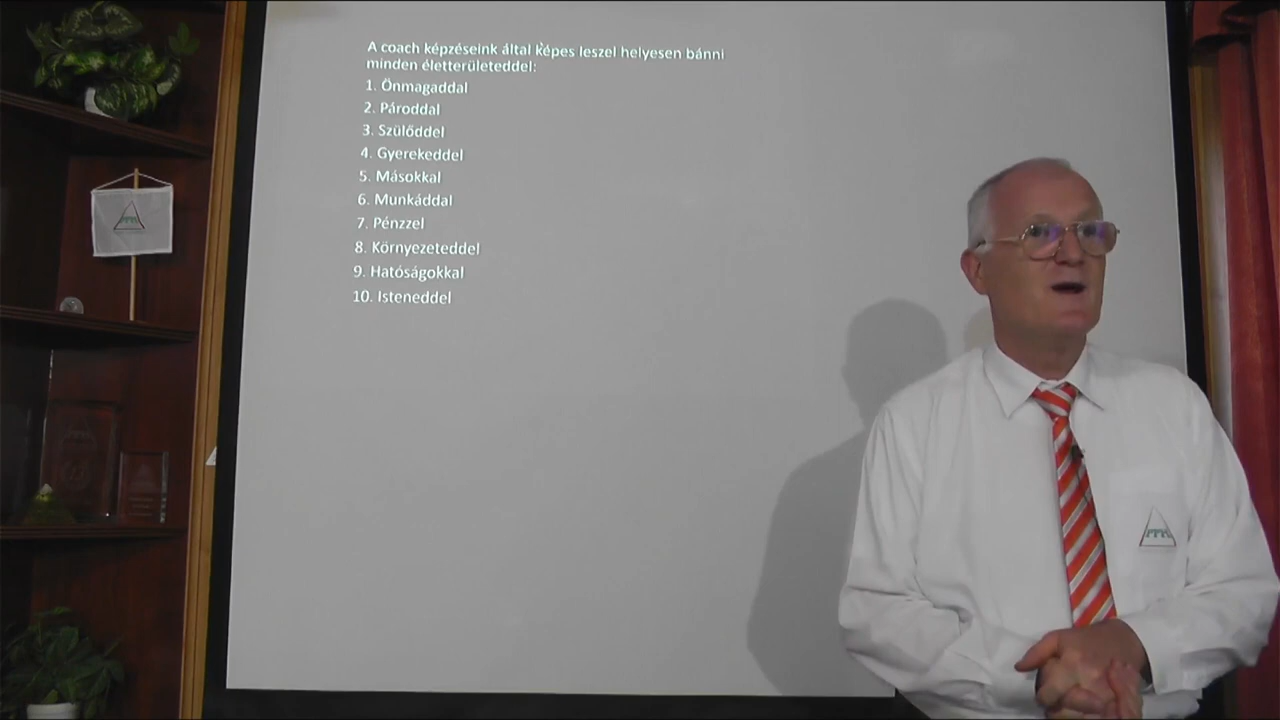 A coach képzéseink által képes leszel helyesen bánni
minden életterületeddel:
1. Önmagaddal
2. Pároddal
3. Szülőddel
4. Gyerekeddel
5. Másokkal
6. Munkáddal
7. Pénzzel
8. Környezeteddel
9. Hatóságokkal
10. Isteneddel